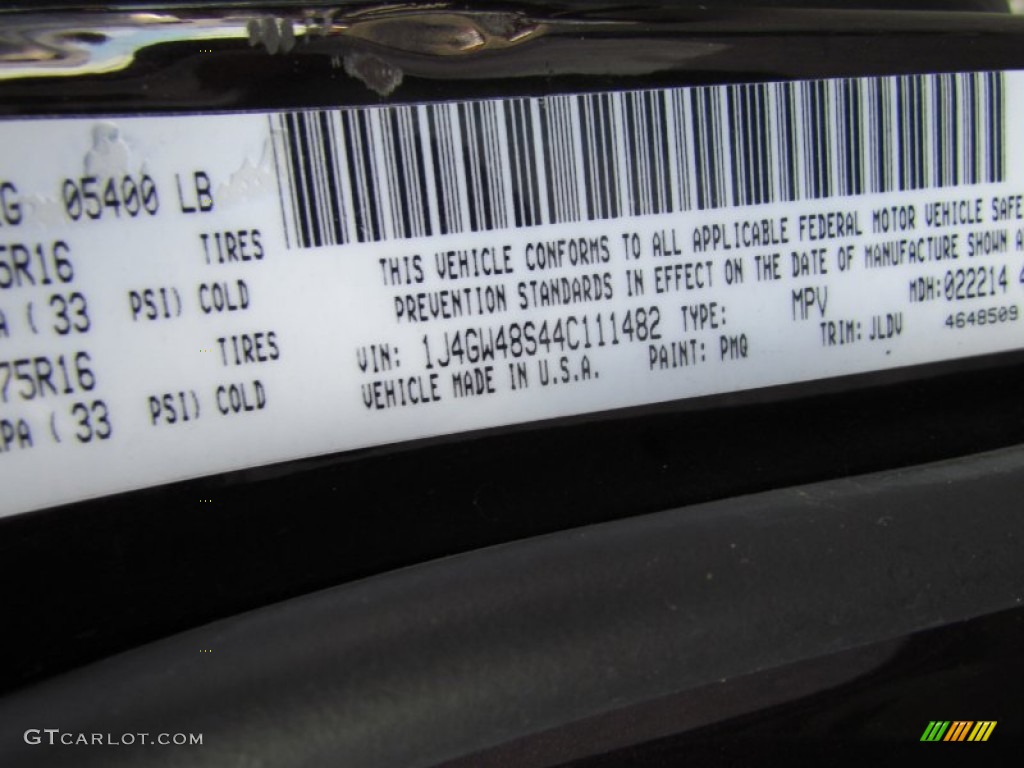 G 05400 LB
5R16 TIRES
A ( 33 PSI) COLD
75R16 TIRES
PA ( 33 PSI) COLD
THIS VEHICLE CONFORMS TO ALL APPLICABLE FEDERAL MOTOR VEHICLE SAFE
PREVENTION STANDARDS IN EFFECT ON THE DATE OF MANUFACTURE SHOWN A
VIN: 1J4GW48S44C111482 TYPE: MPV MDH:022214 4
VEHICLE MADE IN U.S.A. PAINT: PMQ TRIM: JLDV 4648509
GTCARLOT.COM